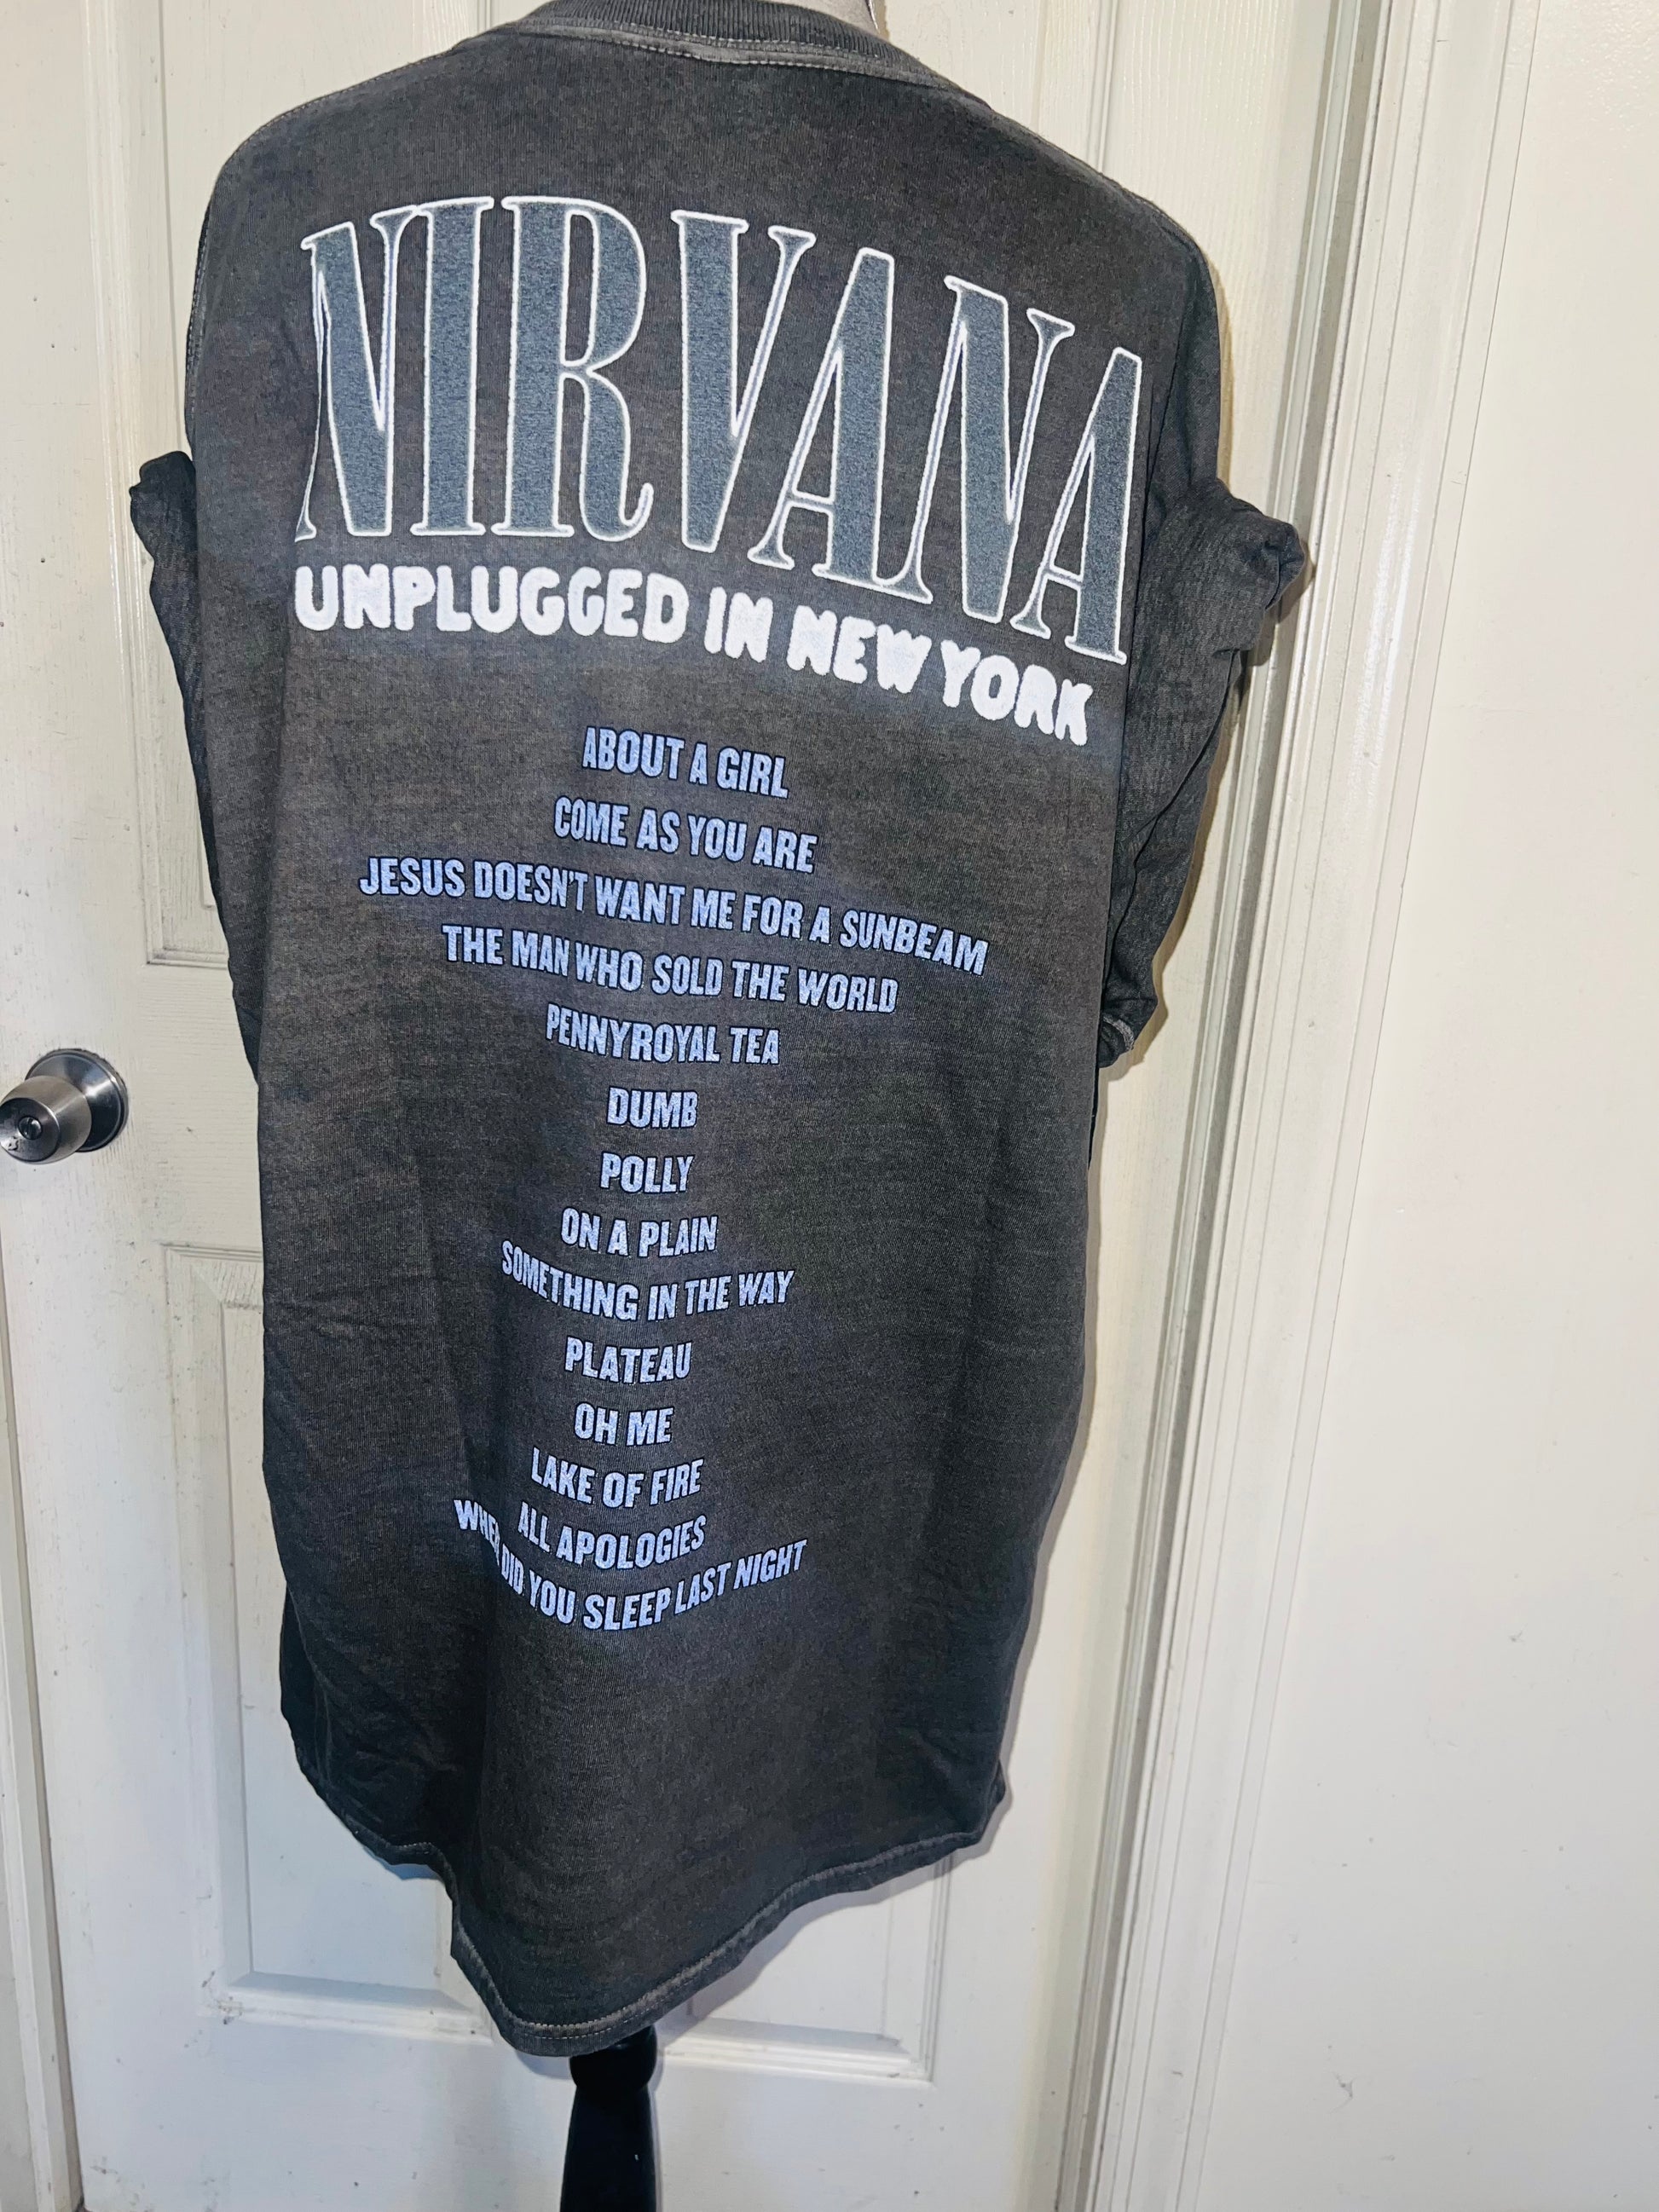 NIRVANA
UNPLUGGED IN NEW YORK
ABOUT A GIRL
COME AS YOU ARE
JESUS DOESN'T WANT ME FOR A SUNBEAM
THE MAN WHO SOLD THE WORLD
PENNYROYAL TEA
DUMB
POLLY
ON A PLAIN
SOMETHING IN THE WAY
PLATEAU
OH ME
LAKE OF FIRE
ALL APOLOGIES
WHERE DID YOU SLEEP LAST NIGHT